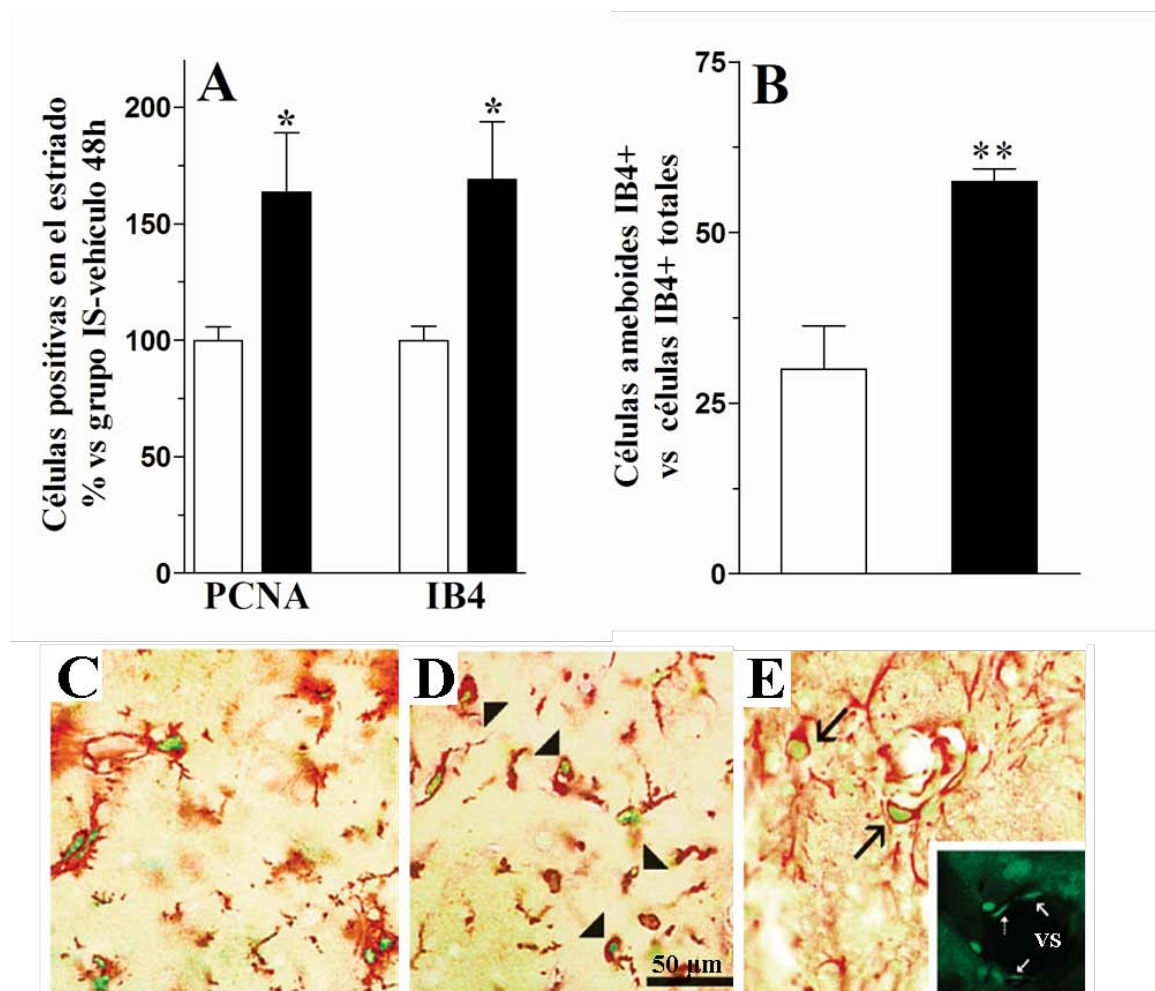 A
Células positivas en el estriado
% vs grupo IS-vehículo 48h
200
150
100
50
0
*
*
PCNA
IB4
B
Células ameboides IB4+
vs células IB4+ totales
75
50
25
0
**
C
D
50 µm
E
VS